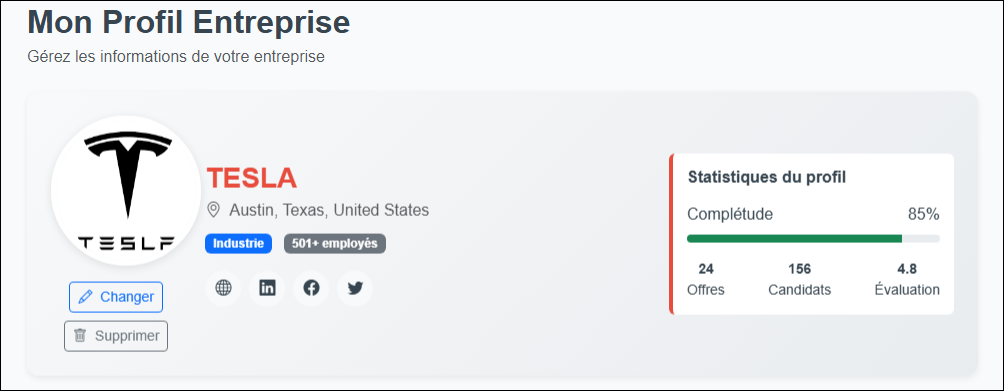 Mon Profil Entreprise
Gérez les informations de votre entreprise
TESLA
Changer
Supprimer
TESLA
Austin, Texas, United States
Industrie 501+ employés
Statistiques du profil
Complétude 85%
24 156 4.8
Offres Candidats Évaluation